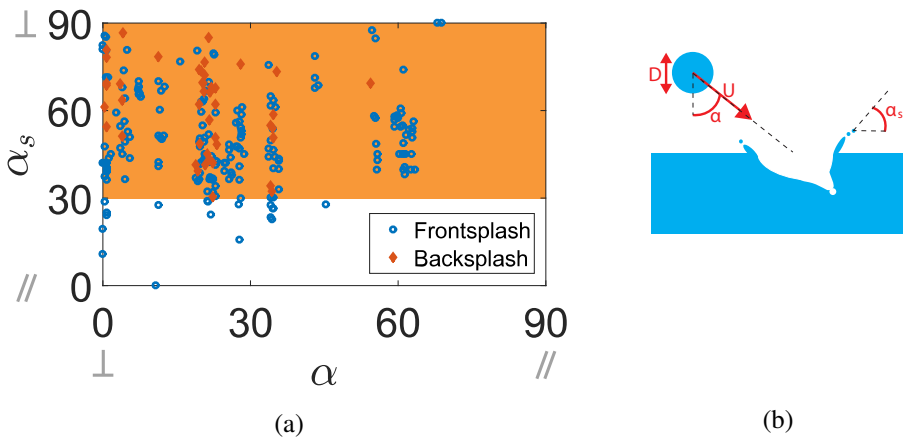 ⊥ 90
60
α_s
30
// 0
Frontsplash
Backsplash
0 30 60 90
⊥ α //
(a)
D
U
α
α_s
(b)